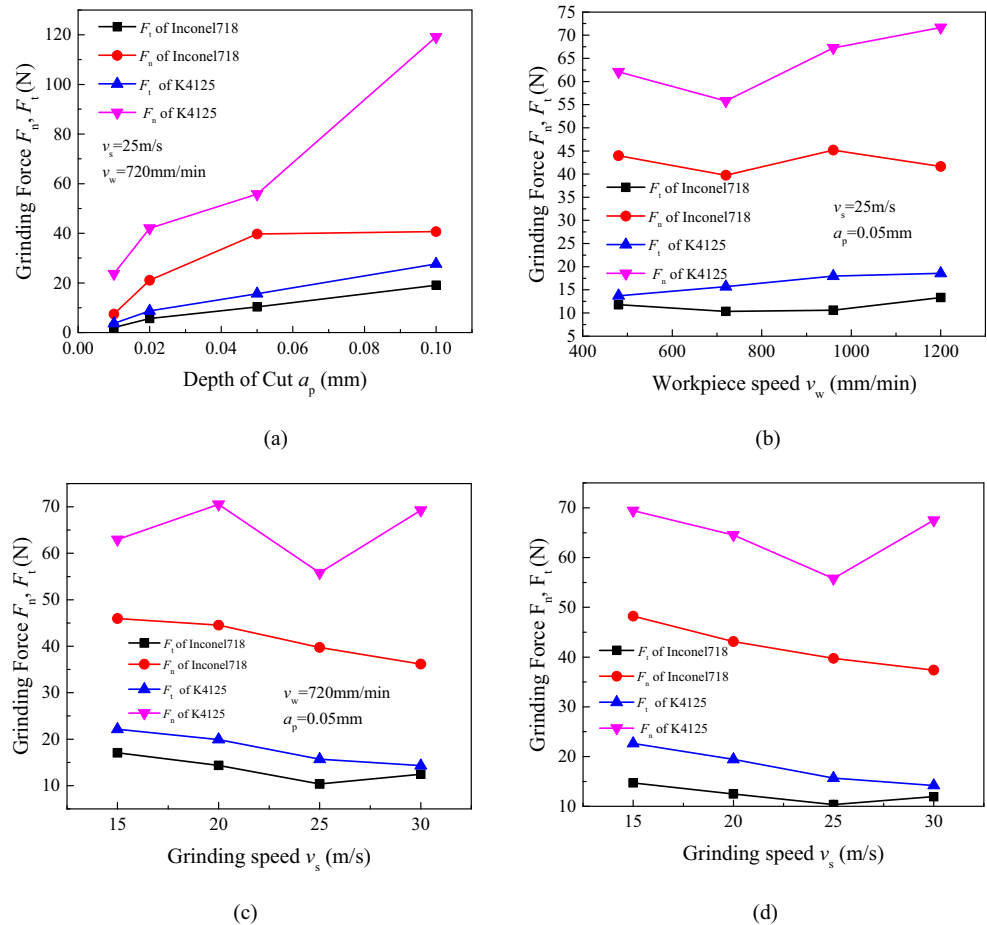 120
100
80
60
40
20
0
0.00 0.02 0.04 0.06 0.08 0.10
Grinding Force Fn, Ft (N)
Depth of Cut ap (mm)
Ft of Inconel718
Fn of Inconel718
Ft of K4125
Fn of K4125
vs=25m/s
vw=720mm/min
(a)
75
70
65
60
55
50
45
40
35
30
25
20
15
10
5
400 600 800 1000 1200
Grinding Force Fn, Ft (N)
Workpiece speed vw (mm/min)
Ft of Inconel718
Fn of Inconel718
Ft of K4125
Fn of K4125
vs=25m/s
ap=0.05mm
(b)
70
60
50
40
30
20
10
15 20 25 30
Grinding Force Fn, Ft (N)
Grinding speed vs (m/s)
Ft of Inconel718
Fn of Inconel718
Ft of K4125
Fn of K4125
vw=720mm/min
ap=0.05mm
(c)
70
60
50
40
30
20
10
15 20 25 30
Grinding Force Fn, Ft (N)
Grinding speed vs (m/s)
Ft of Inconel718
Fn of Inconel718
Ft of K4125
Fn of K4125
(d)